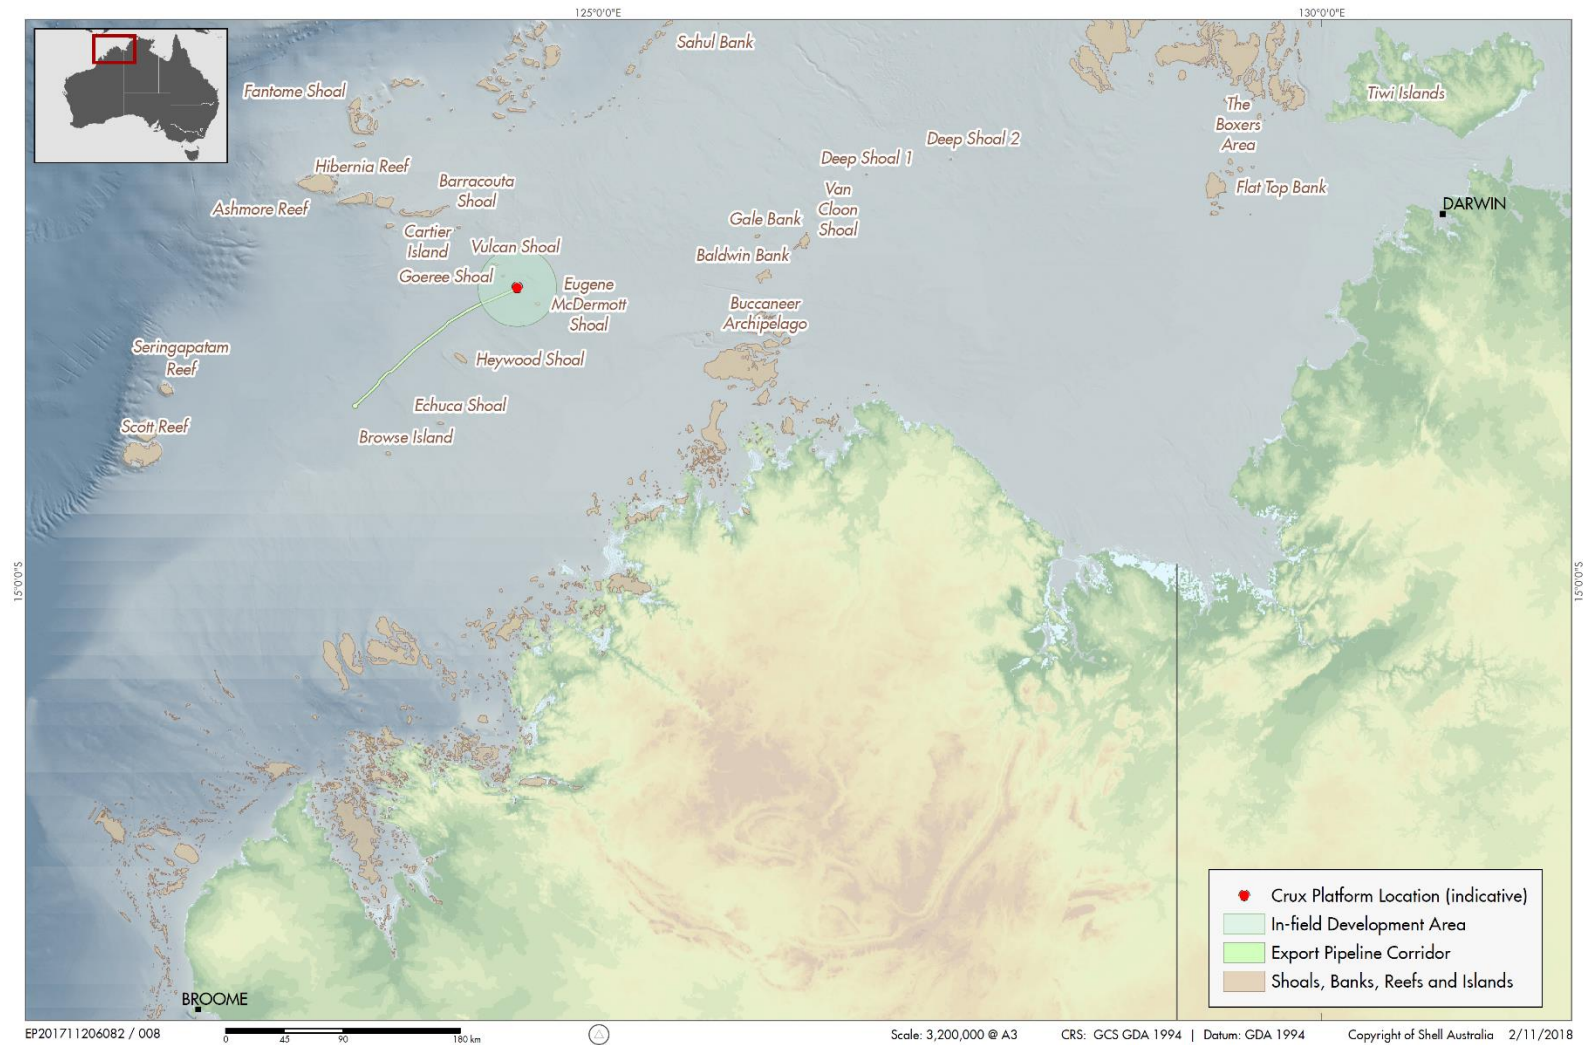 125°0'0"E
130°0'0"E
Sahul Bank
Fantome Shoal
Tiwi Islands
The
Boxers
Area
Deep Shoal 2
Deep Shoal 1
Hibernia Reef
Barracouta
Shoal
Van
Cloon
Shoal
Flat Top Bank
Ashmore Reef
DARWIN
Gale Bank
Cartier
Island
Vulcan Shoal
Baldwin Bank
Goeree Shoal
Eugene
McDermott
Shoal
Buccaneer
Archipelago
Seringapatam
Reef
Heywood Shoal
Echuca Shoal
Scott Reef
Browse Island
15°0'0"S
15°0'0"S
Crux Platform Location (indicative)
In-field Development Area
Export Pipeline Corridor
Shoals, Banks, Reefs and Islands
BROOME
EP201711206082 / 008
0 45 90 180 km
Scale: 3,200,000 @ A3
CRS: GCS GDA 1994 | Datum: GDA 1994
Copyright of Shell Australia 2/11/2018